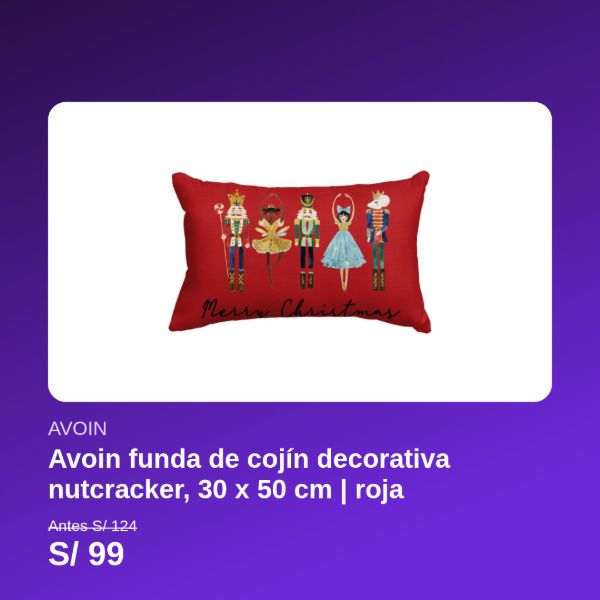 Merry Christmas
AVOIN
Avoin funda de cojín decorativa
nutcracker, 30 x 50 cm | roja
Antes S/ 124
S/ 99